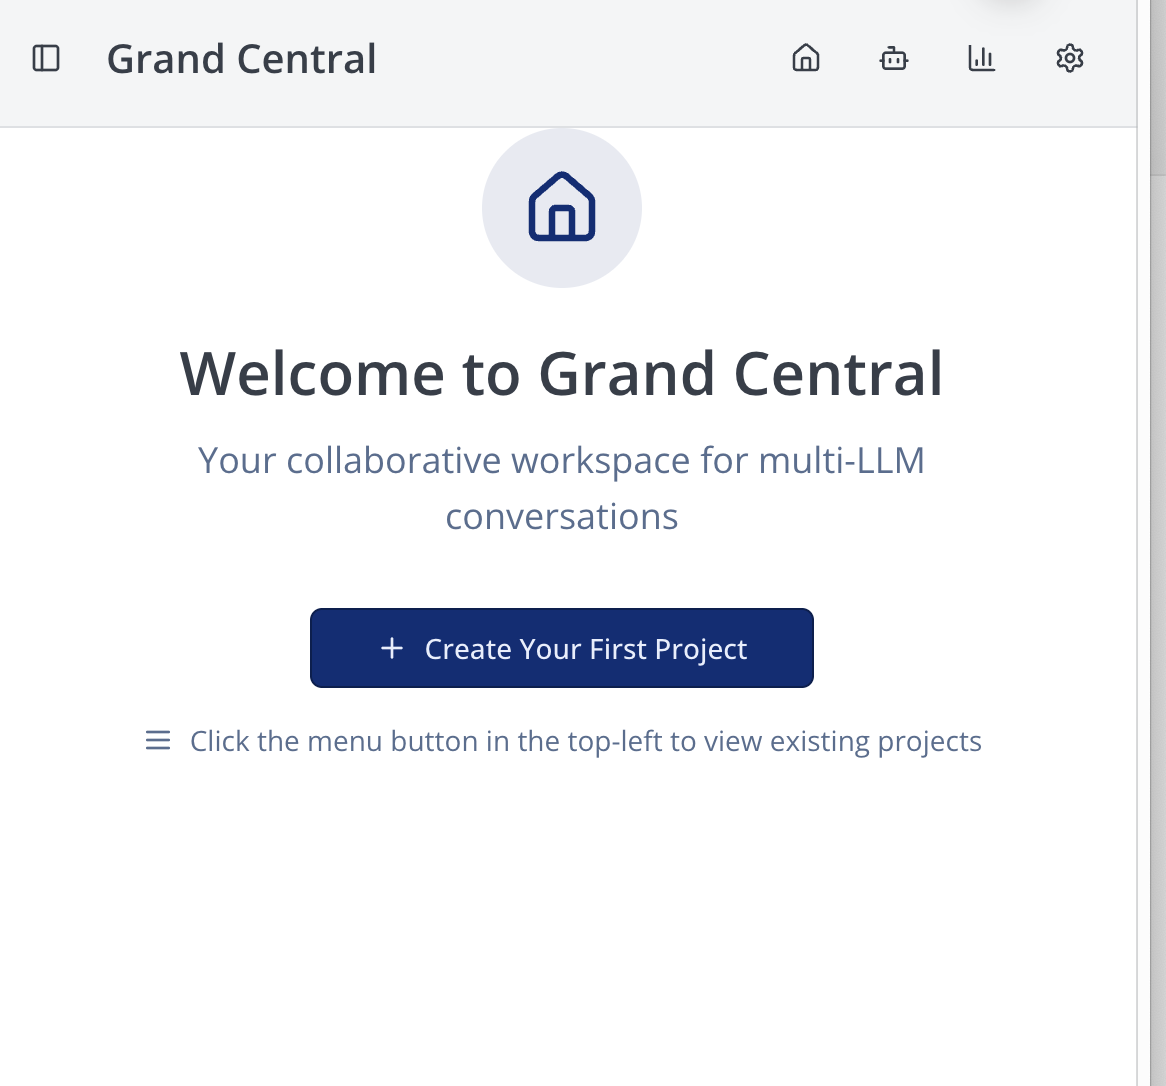 Grand Central
Welcome to Grand Central
Your collaborative workspace for multi-LLM
conversations
Create Your First Project
Click the menu button in the top-left to view existing projects